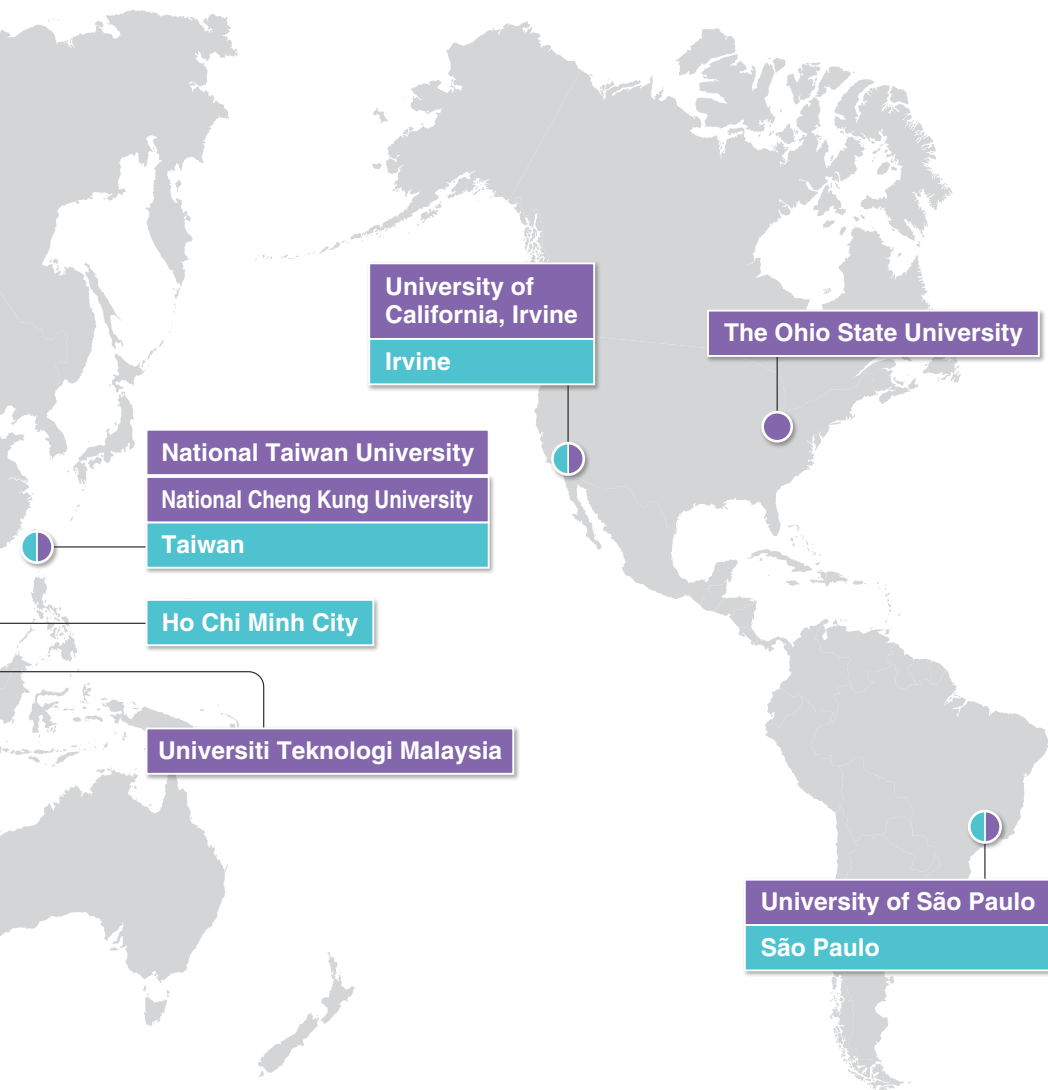 University of
California, Irvine
Irvine
The Ohio State University
National Taiwan University
National Cheng Kung University
Taiwan
Ho Chi Minh City
Universiti Teknologi Malaysia
University of São Paulo
São Paulo